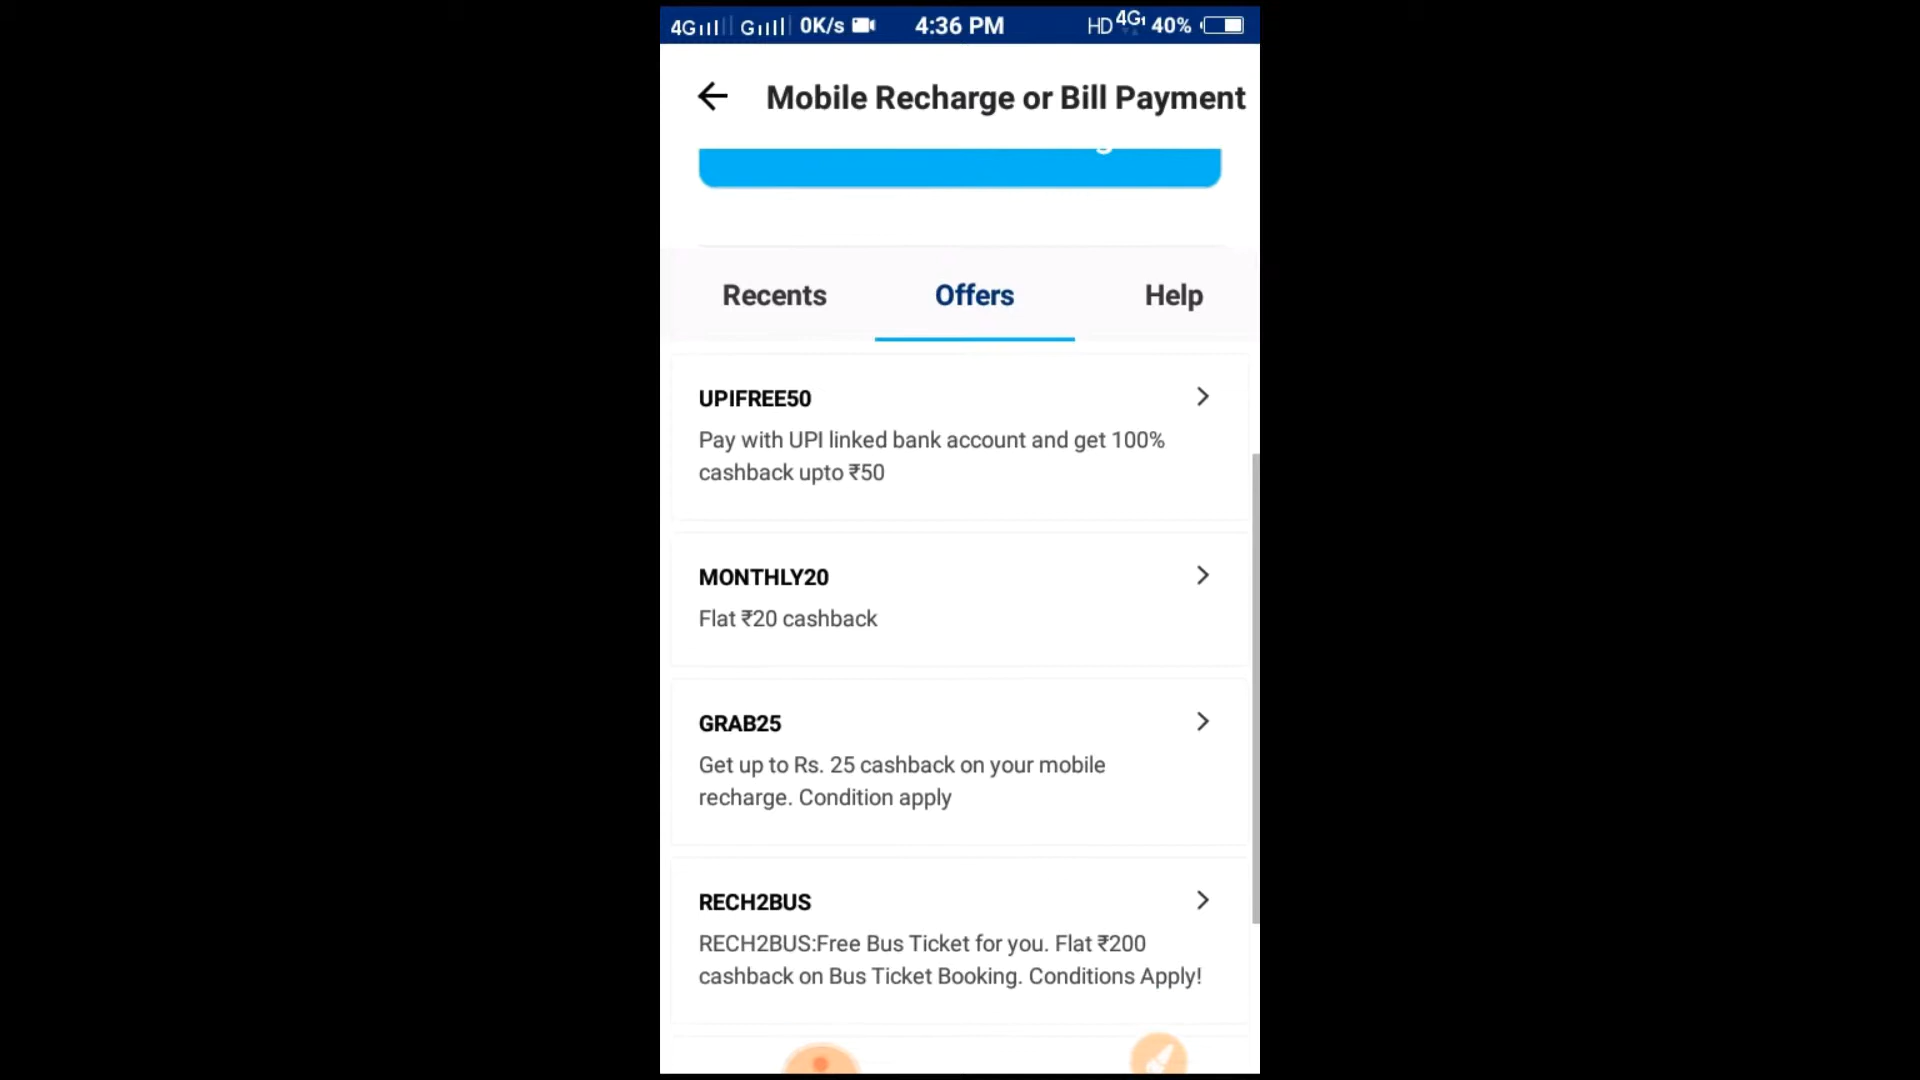 4G G 0K/s 4:36 PM HD 4G 40%
Mobile Recharge or Bill Payment
Recents Offers Help
UPIFREE50
Pay with UPI linked bank account and get 100%
cashback upto ₹50
MONTHLY20
Flat ₹20 cashback
GRAB25
Get up to Rs. 25 cashback on your mobile
recharge. Condition apply
RECH2BUS
RECH2BUS:Free Bus Ticket for you. Flat ₹200
cashback on Bus Ticket Booking. Conditions Apply!